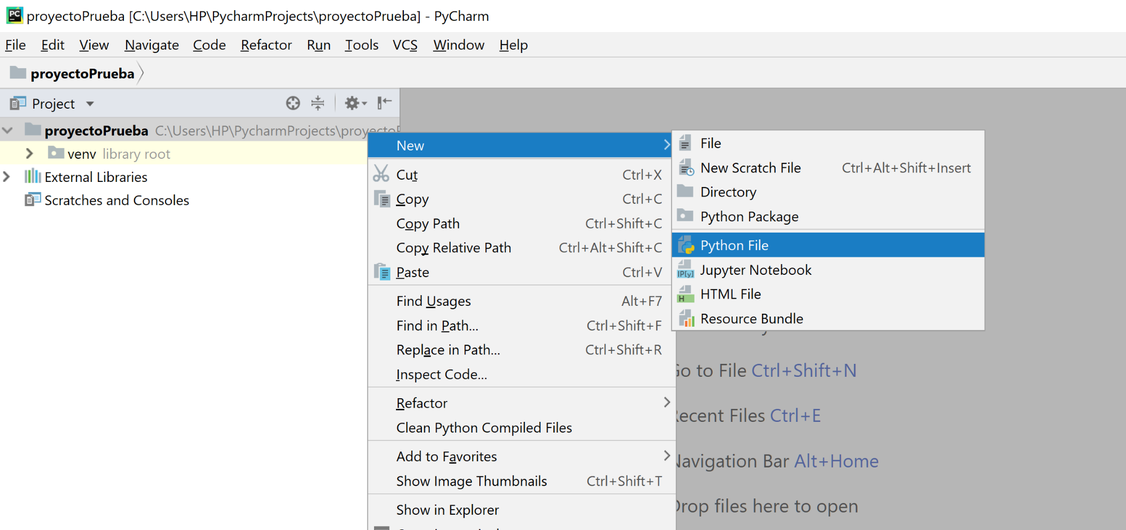 proyectoPrueba [C:\Users\HP\PycharmProjects\proyectoPrueba] - PyCharm
File Edit View Navigate Code Refactor Run Tools VCS Window Help
proyectoPrueba
Project
proyectoPrueba C:\Users\HP\PycharmProjects\proyectoP
venv library root
External Libraries
Scratches and Consoles
New
Cut Ctrl+X
Copy Ctrl+C
Copy Path Ctrl+Shift+C
Copy Relative Path Ctrl+Alt+Shift+C
Paste Ctrl+V
Find Usages Alt+F7
Find in Path... Ctrl+Shift+F
Replace in Path... Ctrl+Shift+R
Inspect Code...
Refactor
Clean Python Compiled Files
Add to Favorites
Show Image Thumbnails Ctrl+Shift+T
Show in Explorer
File
New Scratch File Ctrl+Alt+Shift+Insert
Directory
Python Package
Python File
Jupyter Notebook
HTML File
Resource Bundle
Go to File Ctrl+Shift+N
Recent Files Ctrl+E
Navigation Bar Alt+Home
Drop files here to open